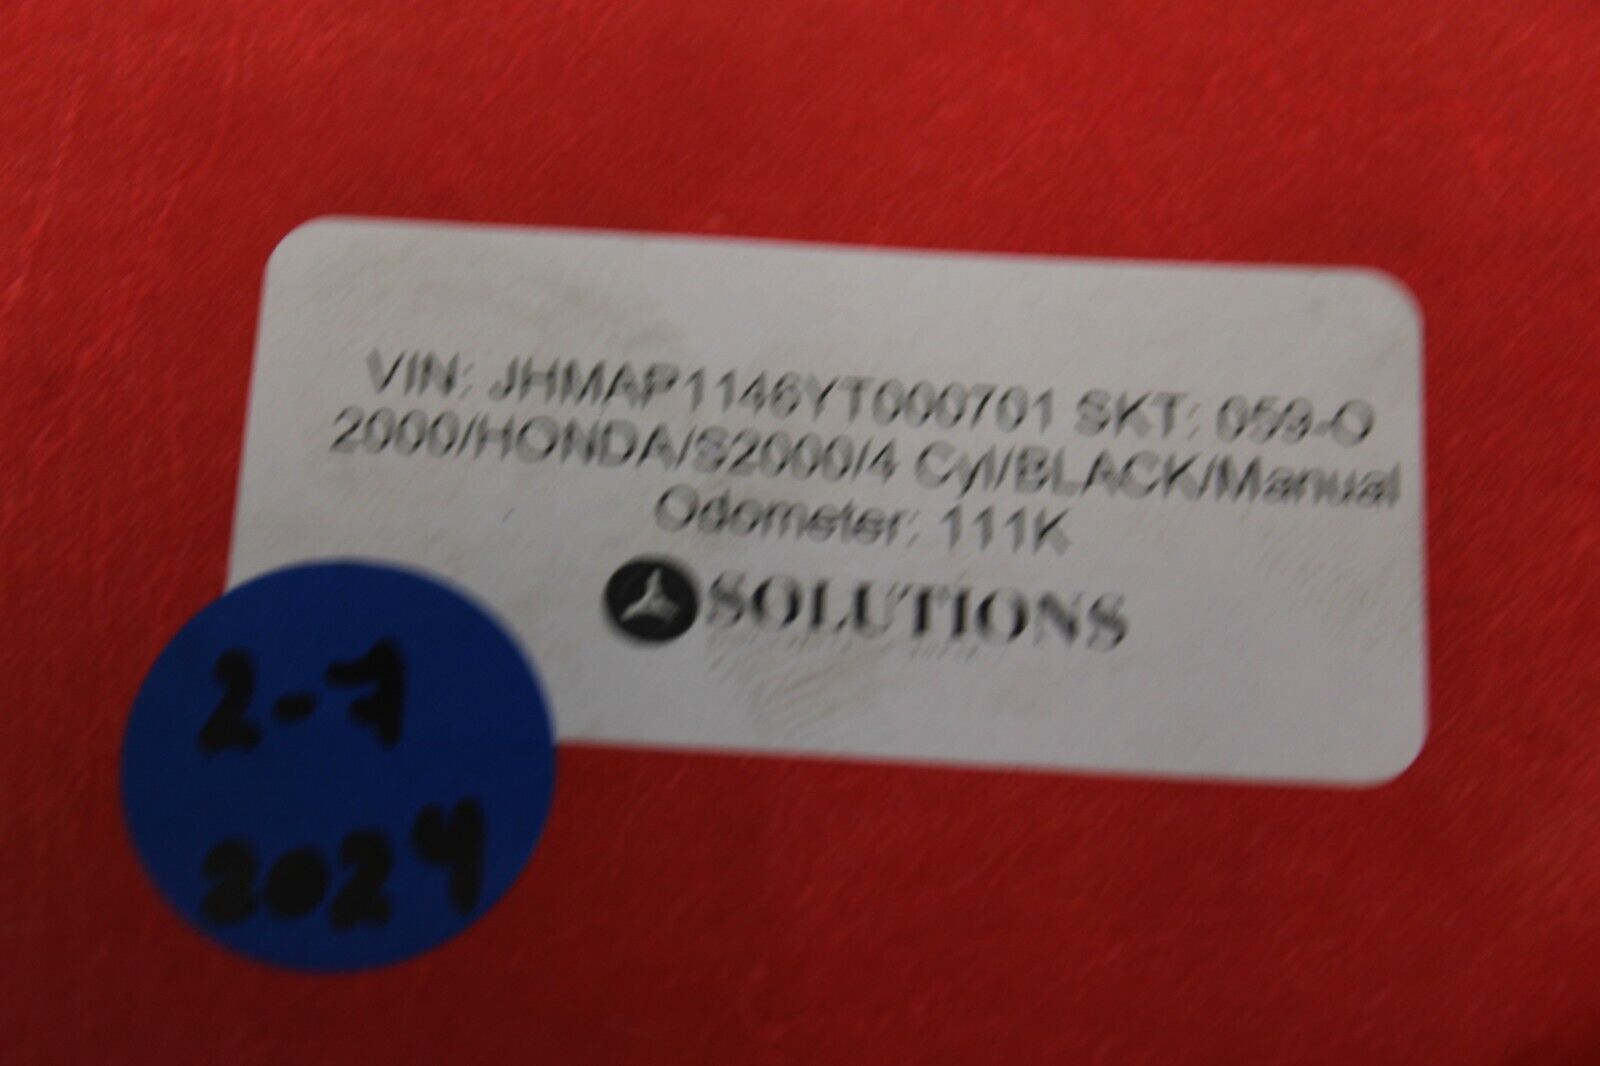 VIN: JHMAP1146YT000701 SKT: 059-O
2000/HONDA/S2000/4 Cyl/BLACK/Manual
Odometer: 111K
SOLUTIONS
2-7
2024